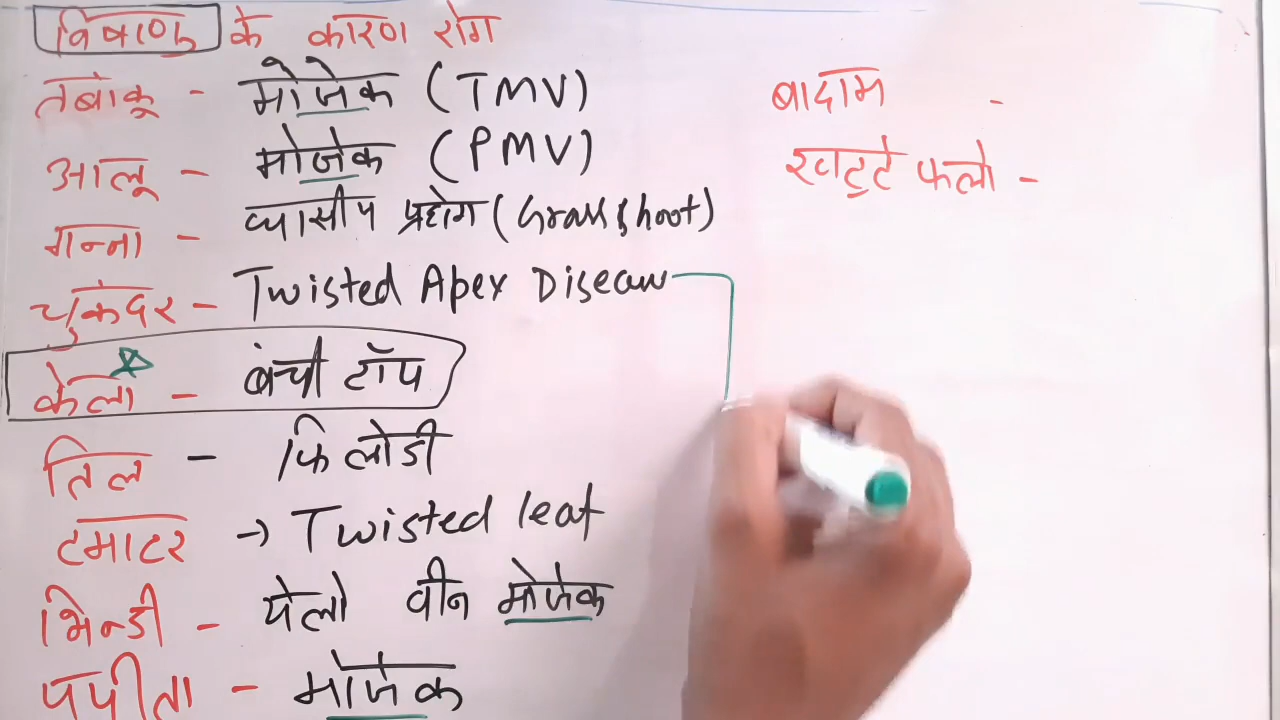 विषाणु के कारण रोग
तंबाकू - मोजेक (TMV)
आलू - मोजेक (PMV)
गन्ना - घासीय प्ररोग (Grass Shoot)
चुकंदर - Twisted Apex Disease
केला - बंची टॉप
तिल - फिलोडी
टमाटर → Twisted leaf
भिन्डी - येलो वीन मोजेक
पपीता - मोजेक
बादाम -
खट्टे फलो -